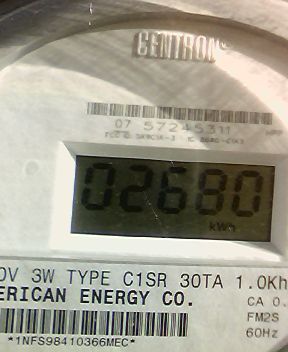 CENTRON
07 57245311
02680
kWh
0V 3W TYPE C1SR 30TA 1.0Kh
ERICAN ENERGY CO.
CA 0.
FM2S
*1NFS98410366MEC*
60Hz